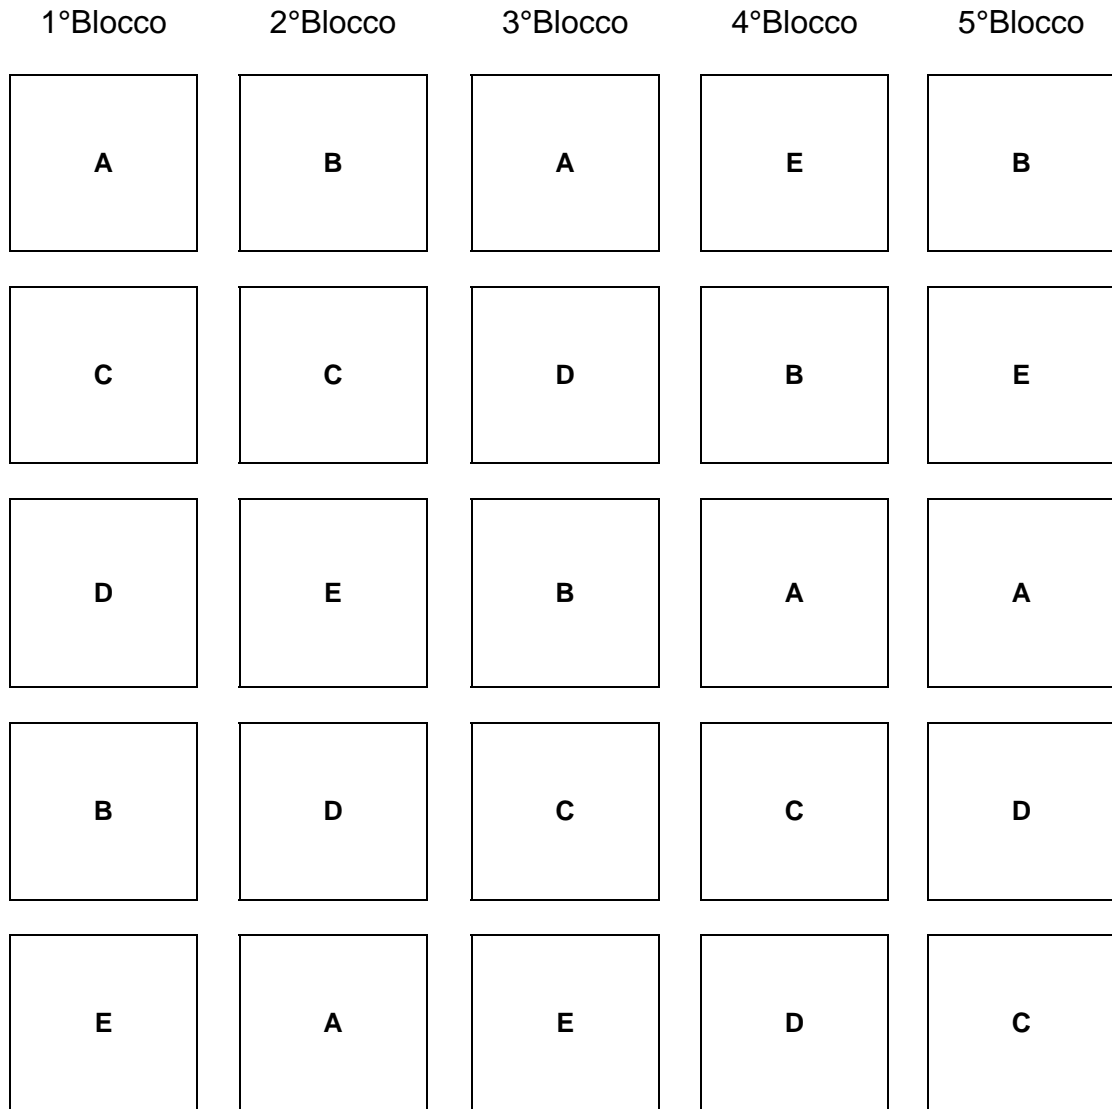 1°Blocco 2°Blocco 3°Blocco 4°Blocco 5°Blocco
A B A E B
C C D B E
D E B A A
B D C C D
E A E D C